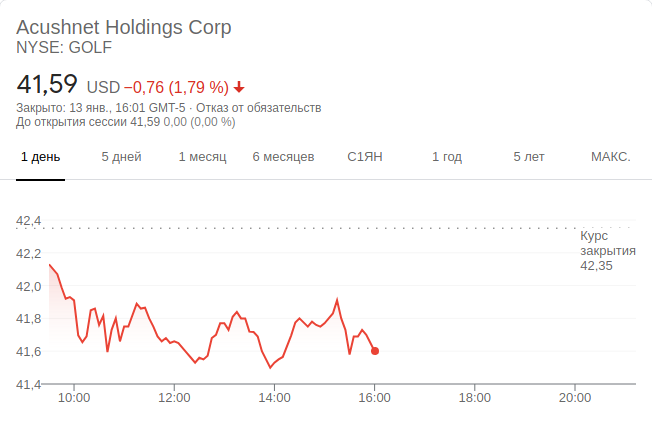 Acushnet Holdings Corp
NYSE: GOLF
41,59 USD −0,76 (1,79 %)
Закрыто: 13 янв., 16:01 GMT-5 · Отказ от обязательств
До открытия сессии 41,59 0,00 (0,00 %)
1 день 5 дней 1 месяц 6 месяцев С1ЯН 1 год 5 лет МАКС.
42,4
Курс
закрытия
42,35
42,2
42,0
41,8
41,6
41,4
10:00 12:00 14:00 16:00 18:00 20:00